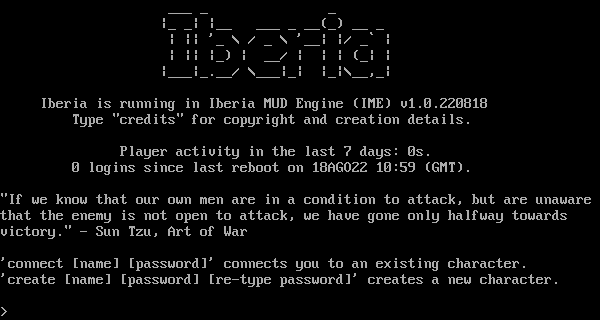 Iberia
Iberia is running in Iberia MUD Engine (IME) v1.0.220818
Type "credits" for copyright and creation details.
Player activity in the last 7 days: 0s.
0 logins since last reboot on 18AGO22 10:59 (GMT).
"If we know that our own men are in a condition to attack, but are unaware
that the enemy is not open to attack, we have gone only halfway towards
victory." - Sun Tzu, Art of War
'connect [name] [password]' connects you to an existing character.
'create [name] [password] [re-type password]' creates a new character.
>